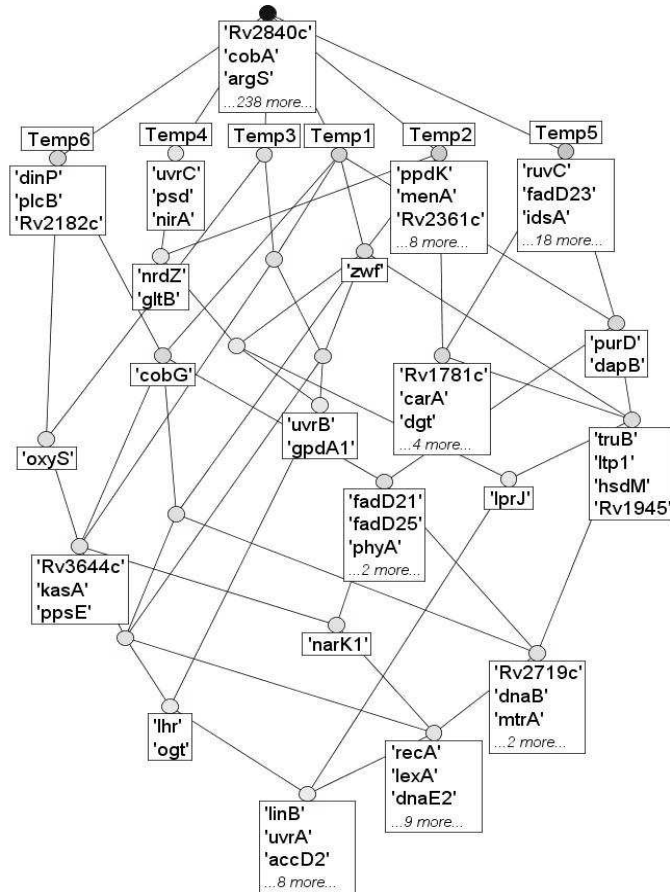 'Rv2840c'
'cobA'
'argS'
...238 more...
Temp6
Temp4
Temp3
Temp1
Temp2
Temp5
'dinP'
'plcB'
'Rv2182c'
'uvrC'
'psd'
'nirA'
'ppdK'
'menA'
'Rv2361c'
...8 more...
'ruvC'
'fadD23'
'idsA'
...18 more...
'nrdZ'
'gltB'
'zwf'
'purD'
'dapB'
'cobG'
'Rv1781c'
'carA'
'dgt'
...4 more...
'uvrB'
'gpdA1'
'truB'
'ltp1'
'hsdM'
'Rv1945'
'oxyS'
'fadD21'
'fadD25'
'phyA'
...2 more...
'lprJ'
'Rv3644c'
'kasA'
'ppsE'
'narK1'
'Rv2719c'
'dnaB'
'mtrA'
...2 more...
'lhr'
'ogt'
'recA'
'lexA'
'dnaE2'
...9 more...
'linB'
'uvrA'
'accD2'
...8 more...